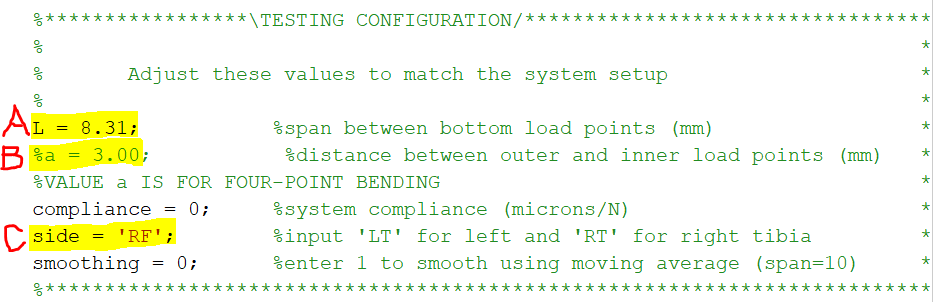 %*****************\TESTING CONFIGURATION/**********************************
% *
% Adjust these values to match the system setup *
% *
A L = 8.31; %span between bottom load points (mm) *
B %a = 3.00; %distance between outer and inner load points (mm) *
%VALUE a IS FOR FOUR-POINT BENDING *
compliance = 0; %system compliance (microns/N) *
C side = 'RF'; %input 'LT' for left and 'RT' for right tibia *
smoothing = 0; %enter 1 to smooth using moving average (span=10) *
%**************************************************************************